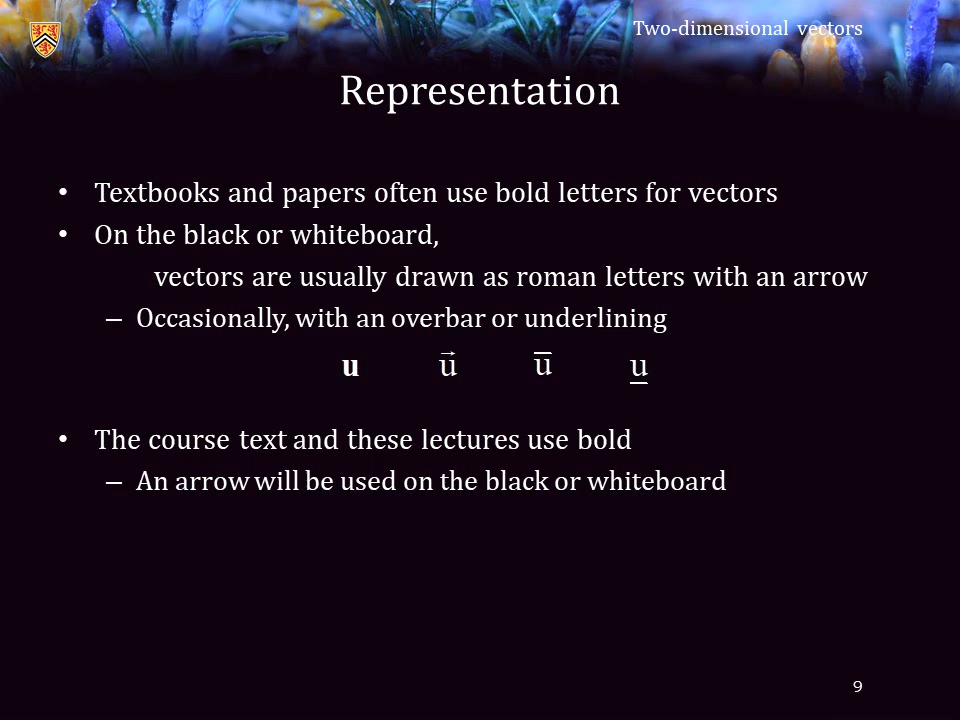 Two-dimensional vectors
Representation
• Textbooks and papers often use bold letters for vectors
• On the black or whiteboard,
vectors are usually drawn as roman letters with an arrow
– Occasionally, with an overbar or underlining
𝐮 u⃗ u̅ u̲
• The course text and these lectures use bold
– An arrow will be used on the black or whiteboard
9